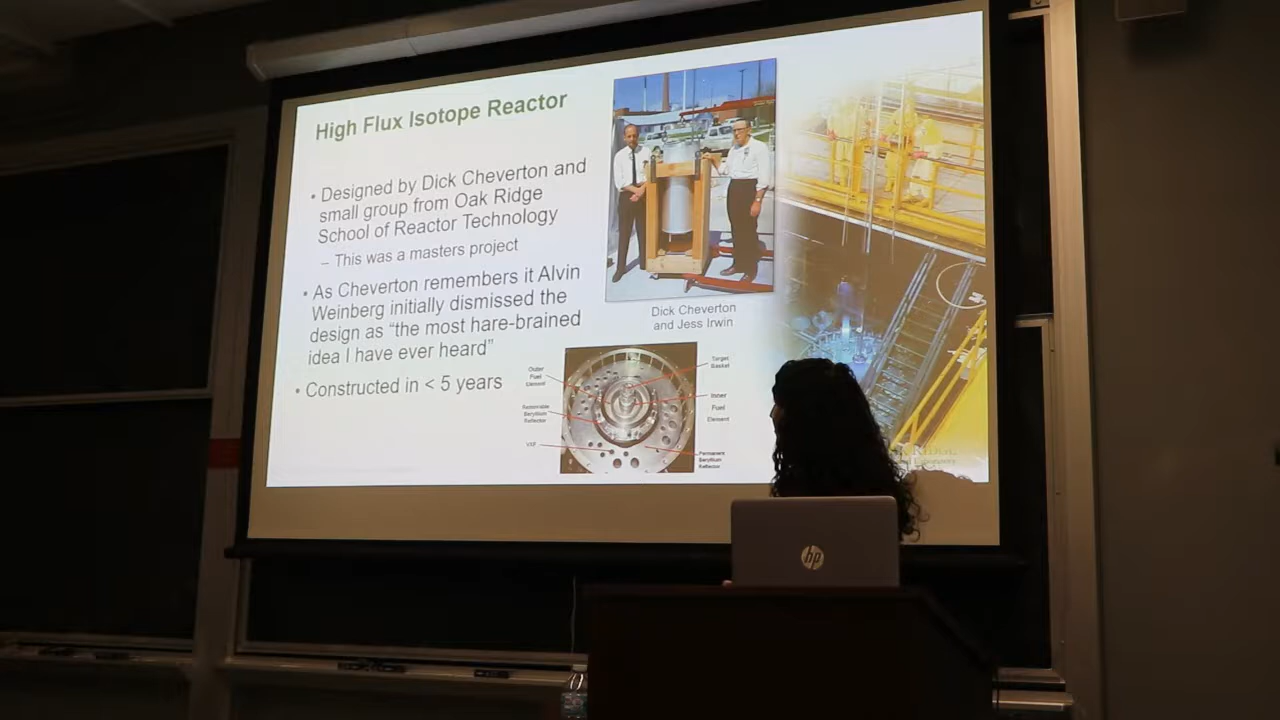 High Flux Isotope Reactor
• Designed by Dick Cheverton and
small group from Oak Ridge
School of Reactor Technology
– This was a masters project
• As Cheverton remembers it Alvin
Weinberg initially dismissed the
design as “the most hare-brained
idea I have ever heard”
• Constructed in < 5 years
Dick Cheverton
and Jess Irwin
Outer
Fuel
Element
Removable
Beryllium
Reflector
VXF
Target
Basket
Inner
Fuel
Element
Permanent
Beryllium
Reflector
RIDGE
hp